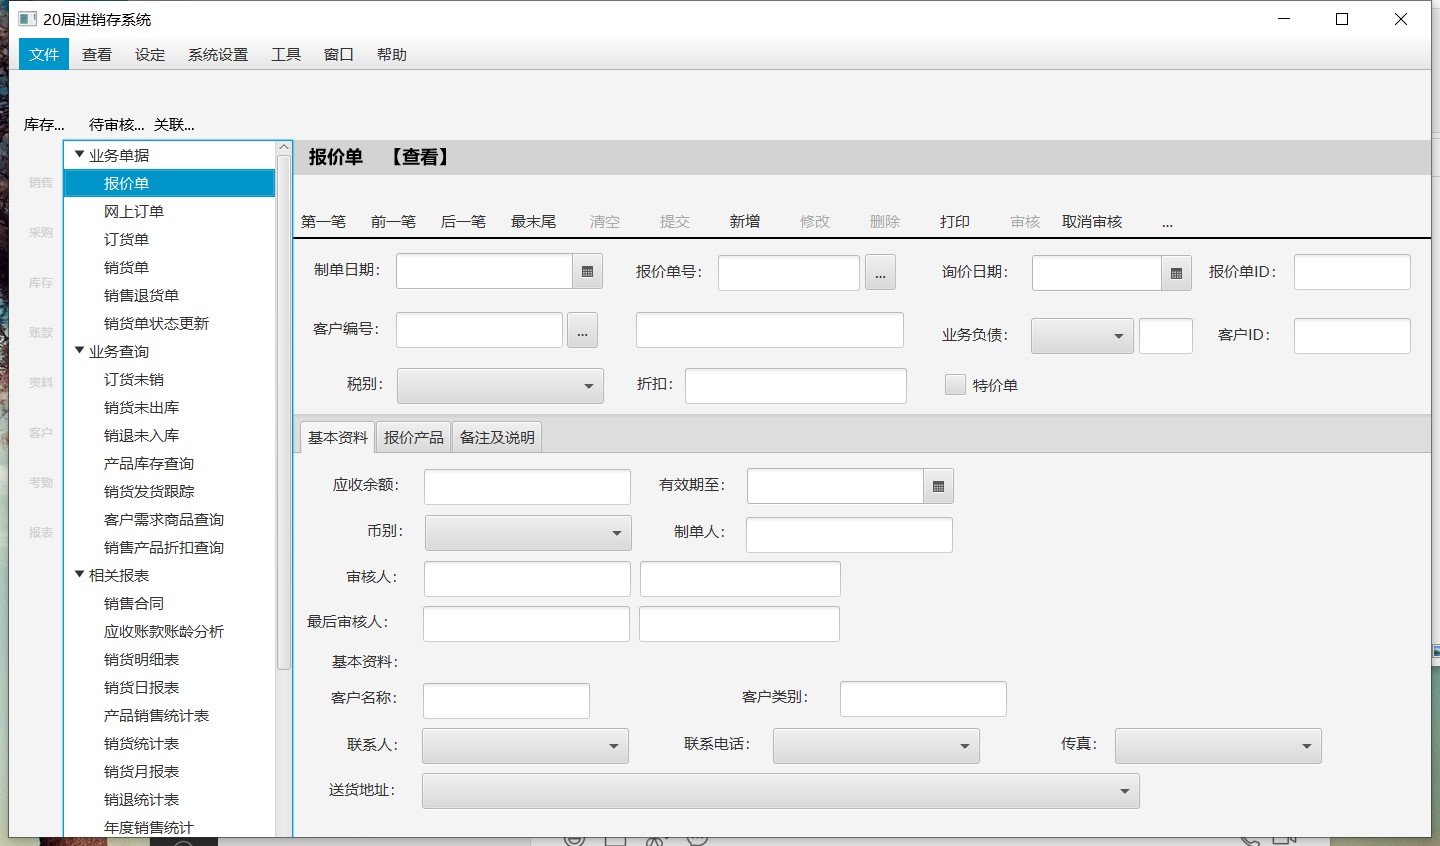 20届进销存系统
文件 查看 设定 系统设置 工具 窗口 帮助
库存... 待审核... 关联...
销售
采购
库存
账款
资料
客户
考勤
报表
业务单据
报价单
网上订单
订货单
销货单
销售退货单
销货单状态更新
业务查询
订货未销
销货未出库
销退未入库
产品库存查询
销货发货跟踪
客户需求商品查询
销售产品折扣查询
相关报表
销售合同
应收账款账龄分析
销货明细表
销货日报表
产品销售统计表
销货统计表
销货月报表
销退统计表
年度销售统计
报价单 【查看】
第一笔 前一笔 后一笔 最末尾 清空 提交 新增 修改 删除 打印 审核 取消审核 ...
制单日期： 报价单号： ... 询价日期： 报价单ID：
客户编号： ... 业务负债： 客户ID：
税别： 折扣： 特价单
基本资料 报价产品 备注及说明
应收余额： 有效期至：
币别： 制单人：
审核人：
最后审核人：
基本资料：
客户名称： 客户类别：
联系人： 联系电话： 传真：
送货地址：